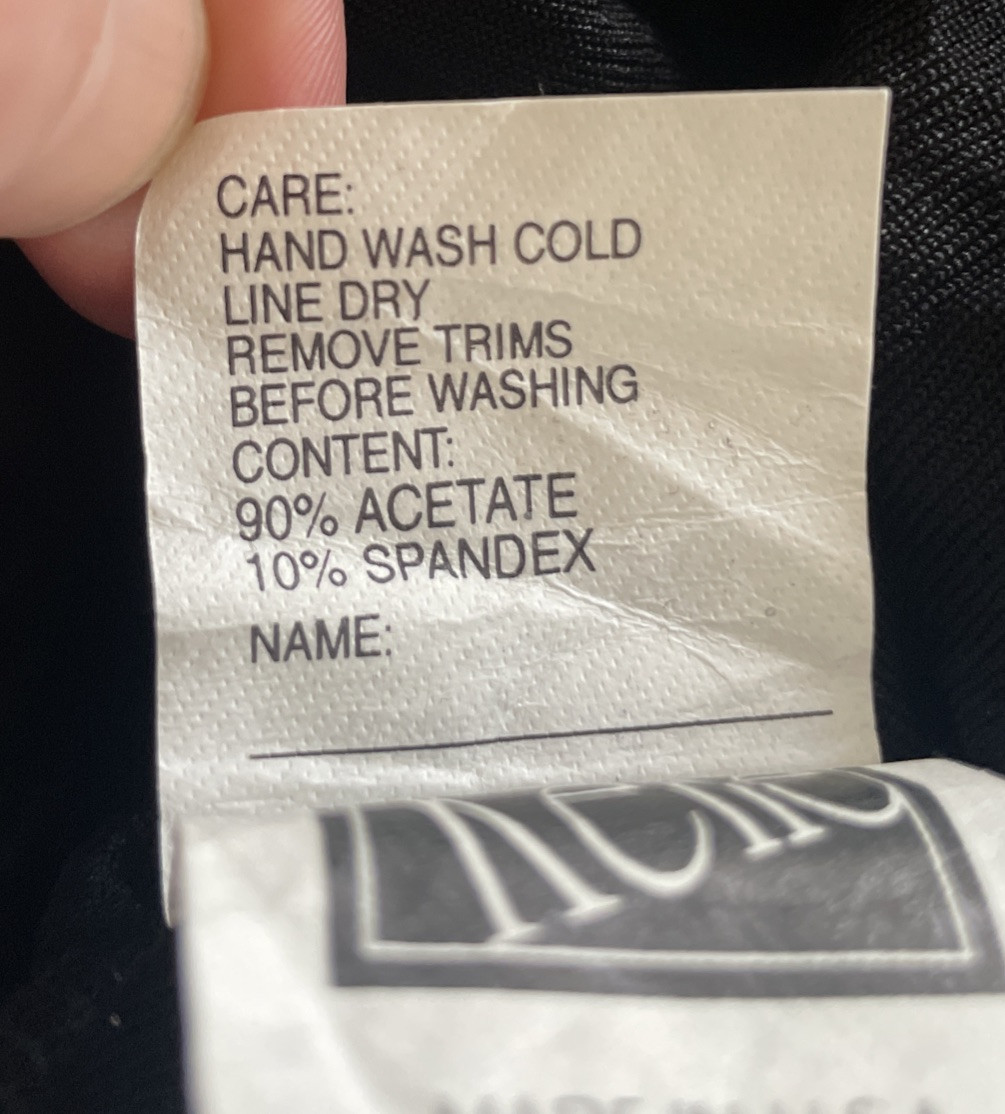 CARE:
HAND WASH COLD
LINE DRY
REMOVE TRIMS
BEFORE WASHING
CONTENT:
90% ACETATE
10% SPANDEX
NAME: